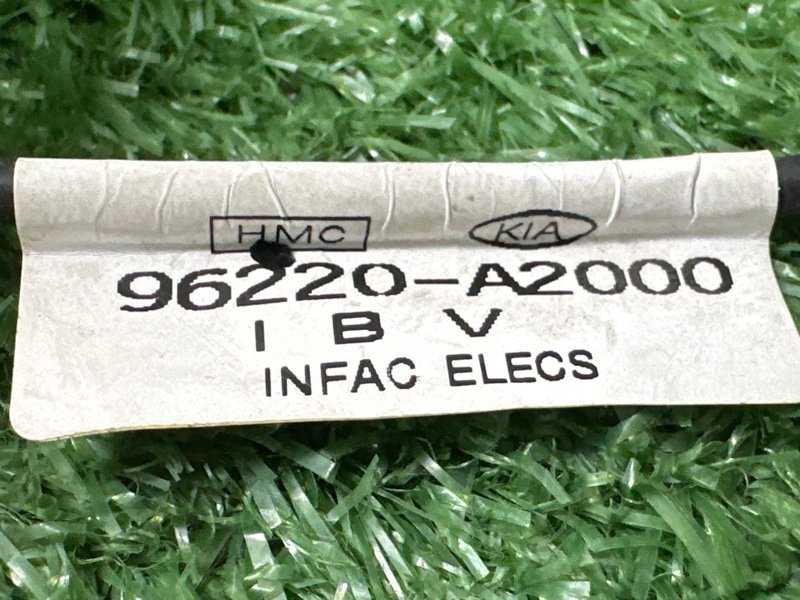 HMC KIA
96220-A2000
I B V
INFAC ELECS